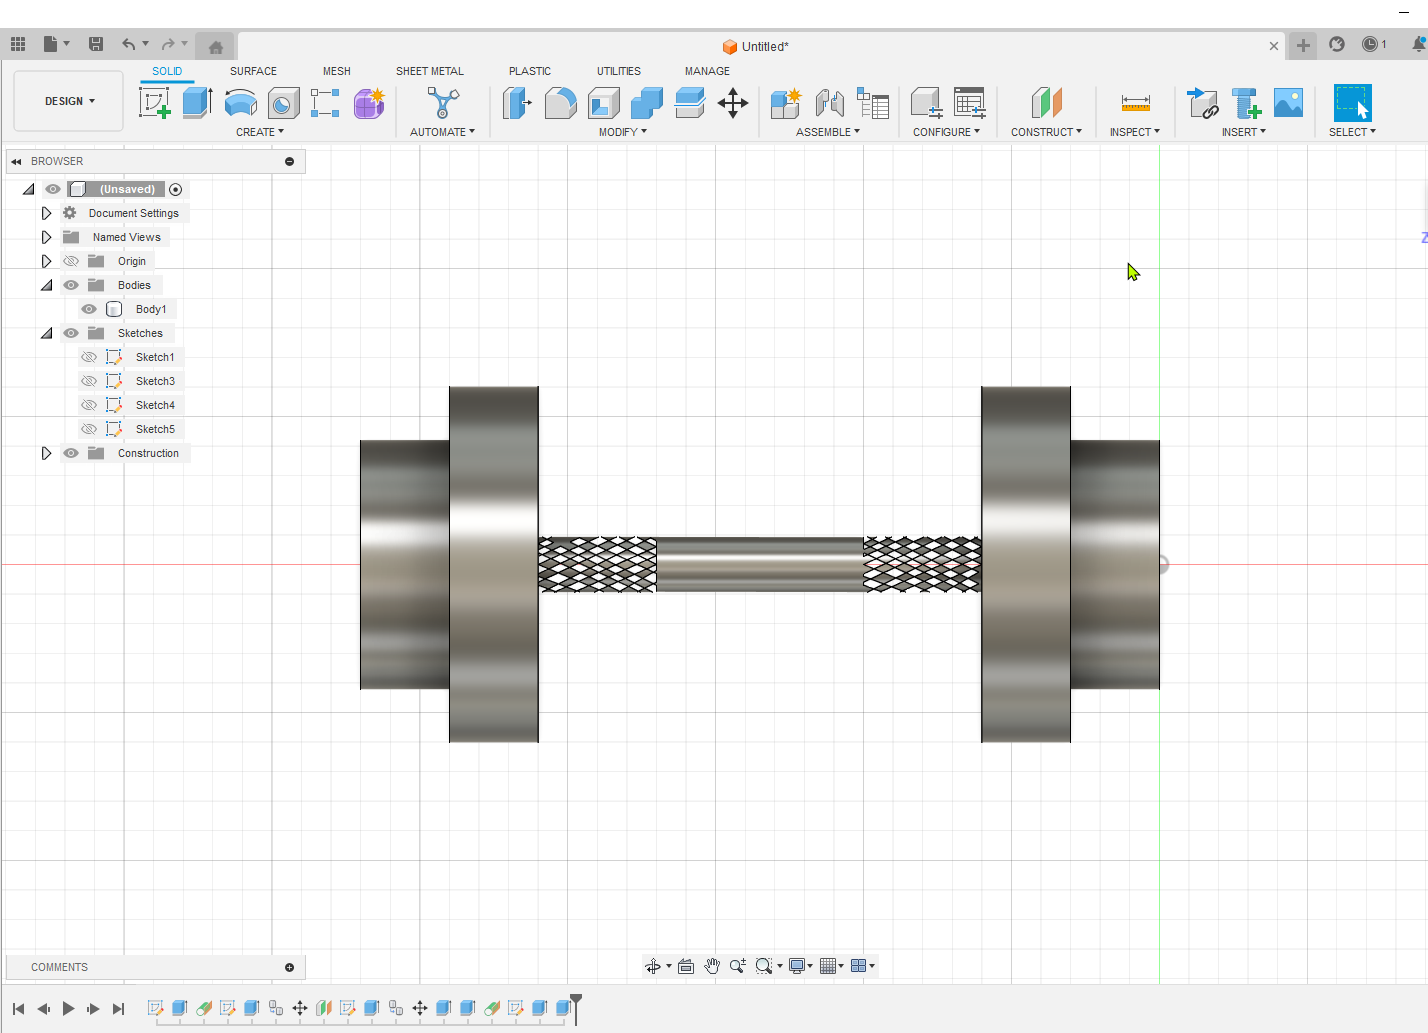 Untitled*
1
SOLID SURFACE MESH SHEET METAL PLASTIC UTILITIES MANAGE
DESIGN
CREATE AUTOMATE MODIFY ASSEMBLE CONFIGURE CONSTRUCT INSPECT INSERT SELECT
BROWSER
(Unsaved)
Document Settings
Named Views
Z
Origin
Bodies
Body1
Sketches
Sketch1
Sketch3
Sketch4
Sketch5
Construction
COMMENTS